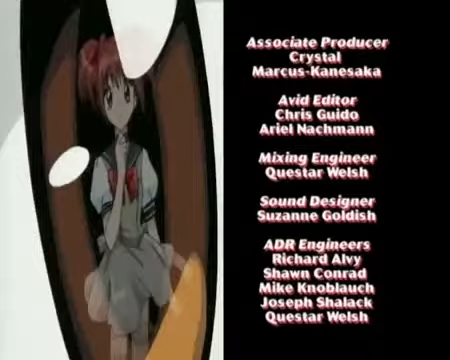 Associate Producer
Crystal
Marcus-Kanesaka
Avid Editor
Chris Guido
Ariel Nachmann
Mixing Engineer
Questar Welsh
Sound Designer
Suzanne Goldish
ADR Engineers
Richard Alvy
Shawn Conrad
Mike Knoblauch
Joseph Shalack
Questar Welsh